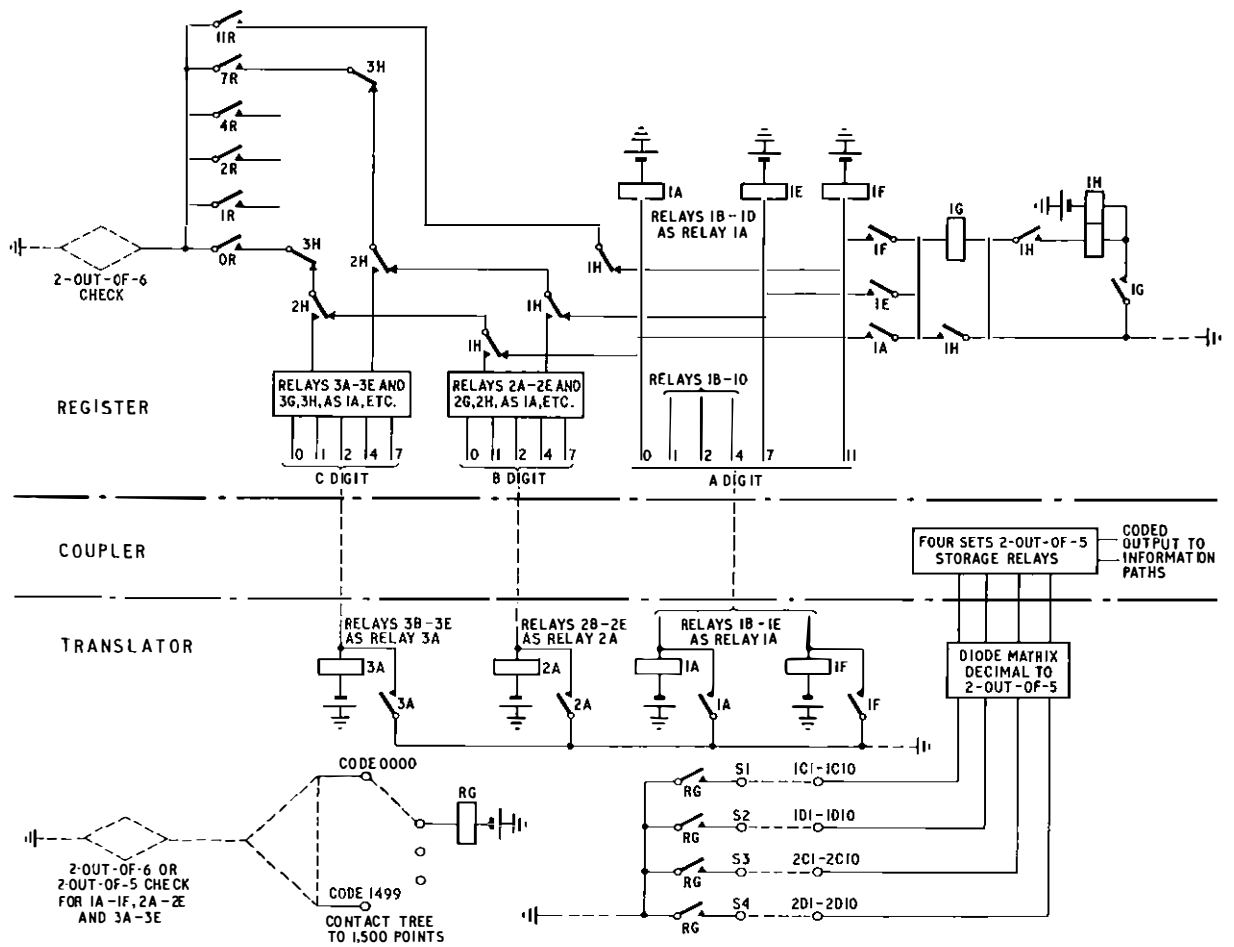 11R
7R
3H
4R
2R
1R
0R
3H
2-OUT-OF-6
CHECK
2H
2H
1H
1H
1H
1A
1E
1F
RELAYS 1B-1D
AS RELAY 1A
1F
1G
1H
1H
1E
1G
1A
1H
REGISTER
RELAYS 3A-3E AND
3G,3H, AS 1A, ETC.
RELAYS 2A-2E AND
2G,2H, AS 1A, ETC.
RELAYS 1B-1D
0 1 2 4 7
C DIGIT
0 1 2 4 7
B DIGIT
0 1 2 4 7 11
A DIGIT
COUPLER
FOUR SETS 2-OUT-OF-5
STORAGE RELAYS
CODED
OUTPUT TO
INFORMATION
PATHS
TRANSLATOR
RELAYS 3B-3E
AS RELAY 3A
RELAYS 2B-2E
AS RELAY 2A
RELAYS 1B-1E
AS RELAY 1A
3A
3A
2A
2A
1A
1A
1F
1F
DIODE MATRIX
DECIMAL TO
2-OUT-OF-5
CODE 0000
RG
2-OUT-OF-6 OR
2-OUT-OF-5 CHECK
FOR 1A-1F, 2A-2E
AND 3A-3E
CODE 1499
CONTACT TREE
TO 1,500 POINTS
RG S1 1C1-1C10
RG S2 1D1-1D10
RG S3 2C1-2C10
RG S4 2D1-2D10